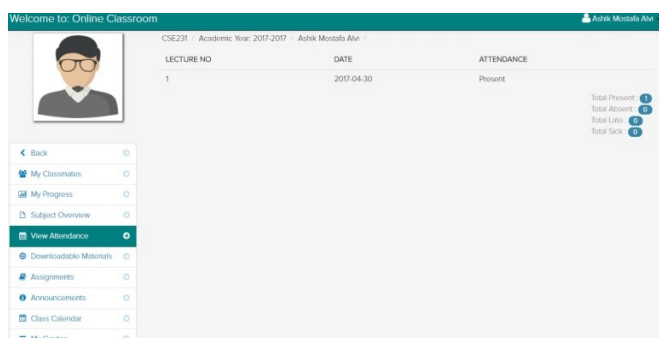 Welcome to: Online Classroom
Ashik Mostafa Alvi
CSE231 / Academic Year: 2017-2017 / Ashik Mostafa Alvi /
LECTURE NO DATE ATTENDANCE
1 2017-04-30 Present
Total Present : 1
Total Absent : 0
Total Late : 0
Total Sick : 0
Back
My Classmates
My Progress
Subject Overview
View Attendance
Downloadable Materials
Assignments
Announcements
Class Calendar